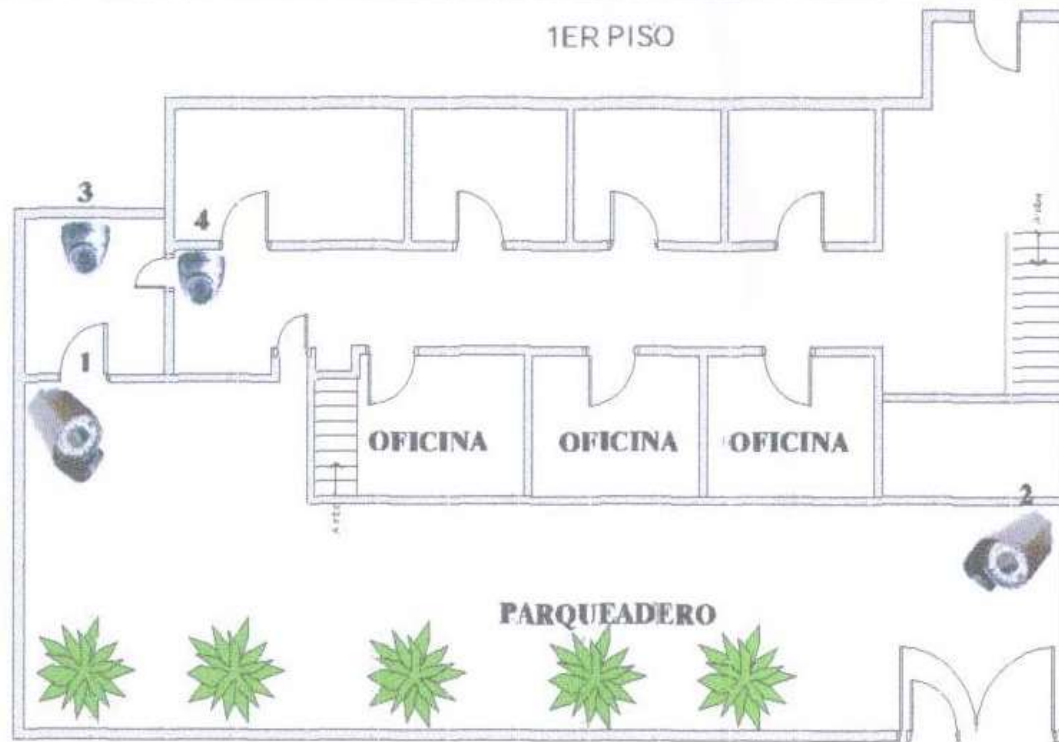 1ER PISO
3
4
1
OFICINA
OFICINA
OFICINA
2
PARQUEADERO